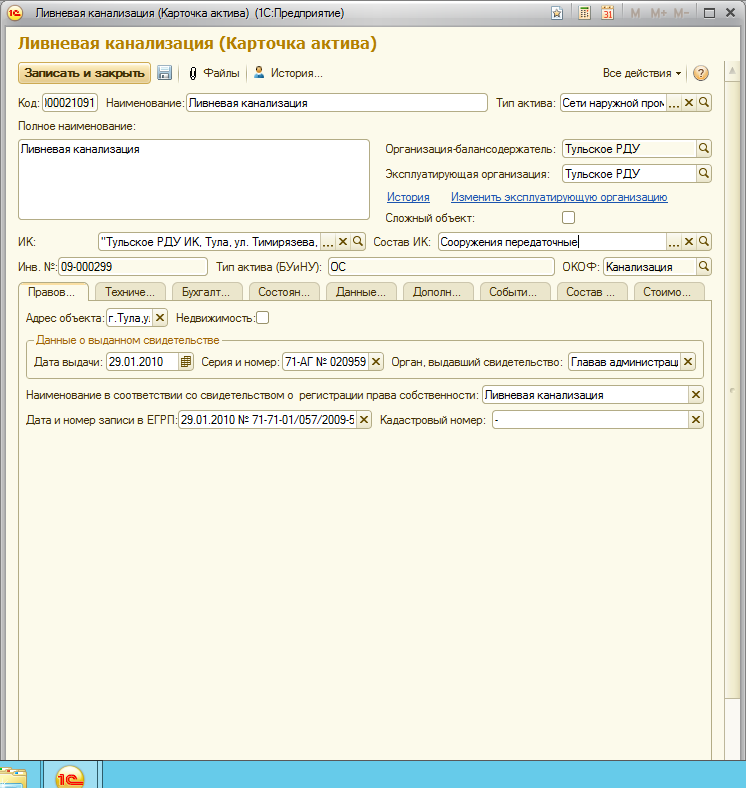 Ливневая канализация (Карточка актива) (1С:Предприятие)
M M+ M-
Ливневая канализация (Карточка актива)
Записать и закрыть Файлы История... Все действия
Код: I00021091 Наименование: Ливневая канализация Тип актива: Сети наружной пром
Полное наименование:
Ливневая канализация
Организация-балансодержатель: Тульское РДУ
Эксплуатирующая организация: Тульское РДУ
История Изменить эксплуатирующую организацию
Сложный объект:
ИК: "Тульское РДУ ИК, Тула, ул. Тимирязева, Состав ИК: Сооружения передаточные
Инв. №: 09-000299 Тип актива (БУиНУ): ОС ОКОФ: Канализация
Правов... Техниче... Бухгалт... Состоян... Данные... Дополн... Событи... Состав ... Стоимо...
Адрес объекта: г.Тула,у. Недвижимость:
Данные о выданном свидетельстве
Дата выдачи: 29.01.2010 Серия и номер: 71-АГ № 020959 Орган, выдавший свидетельство: Главав администрац
Наименование в соответствии со свидетельством о регистрации права собственности: Ливневая канализация
Дата и номер записи в ЕГРП: 29.01.2010 № 71-71-01/057/2009-5 Кадастровый номер: -